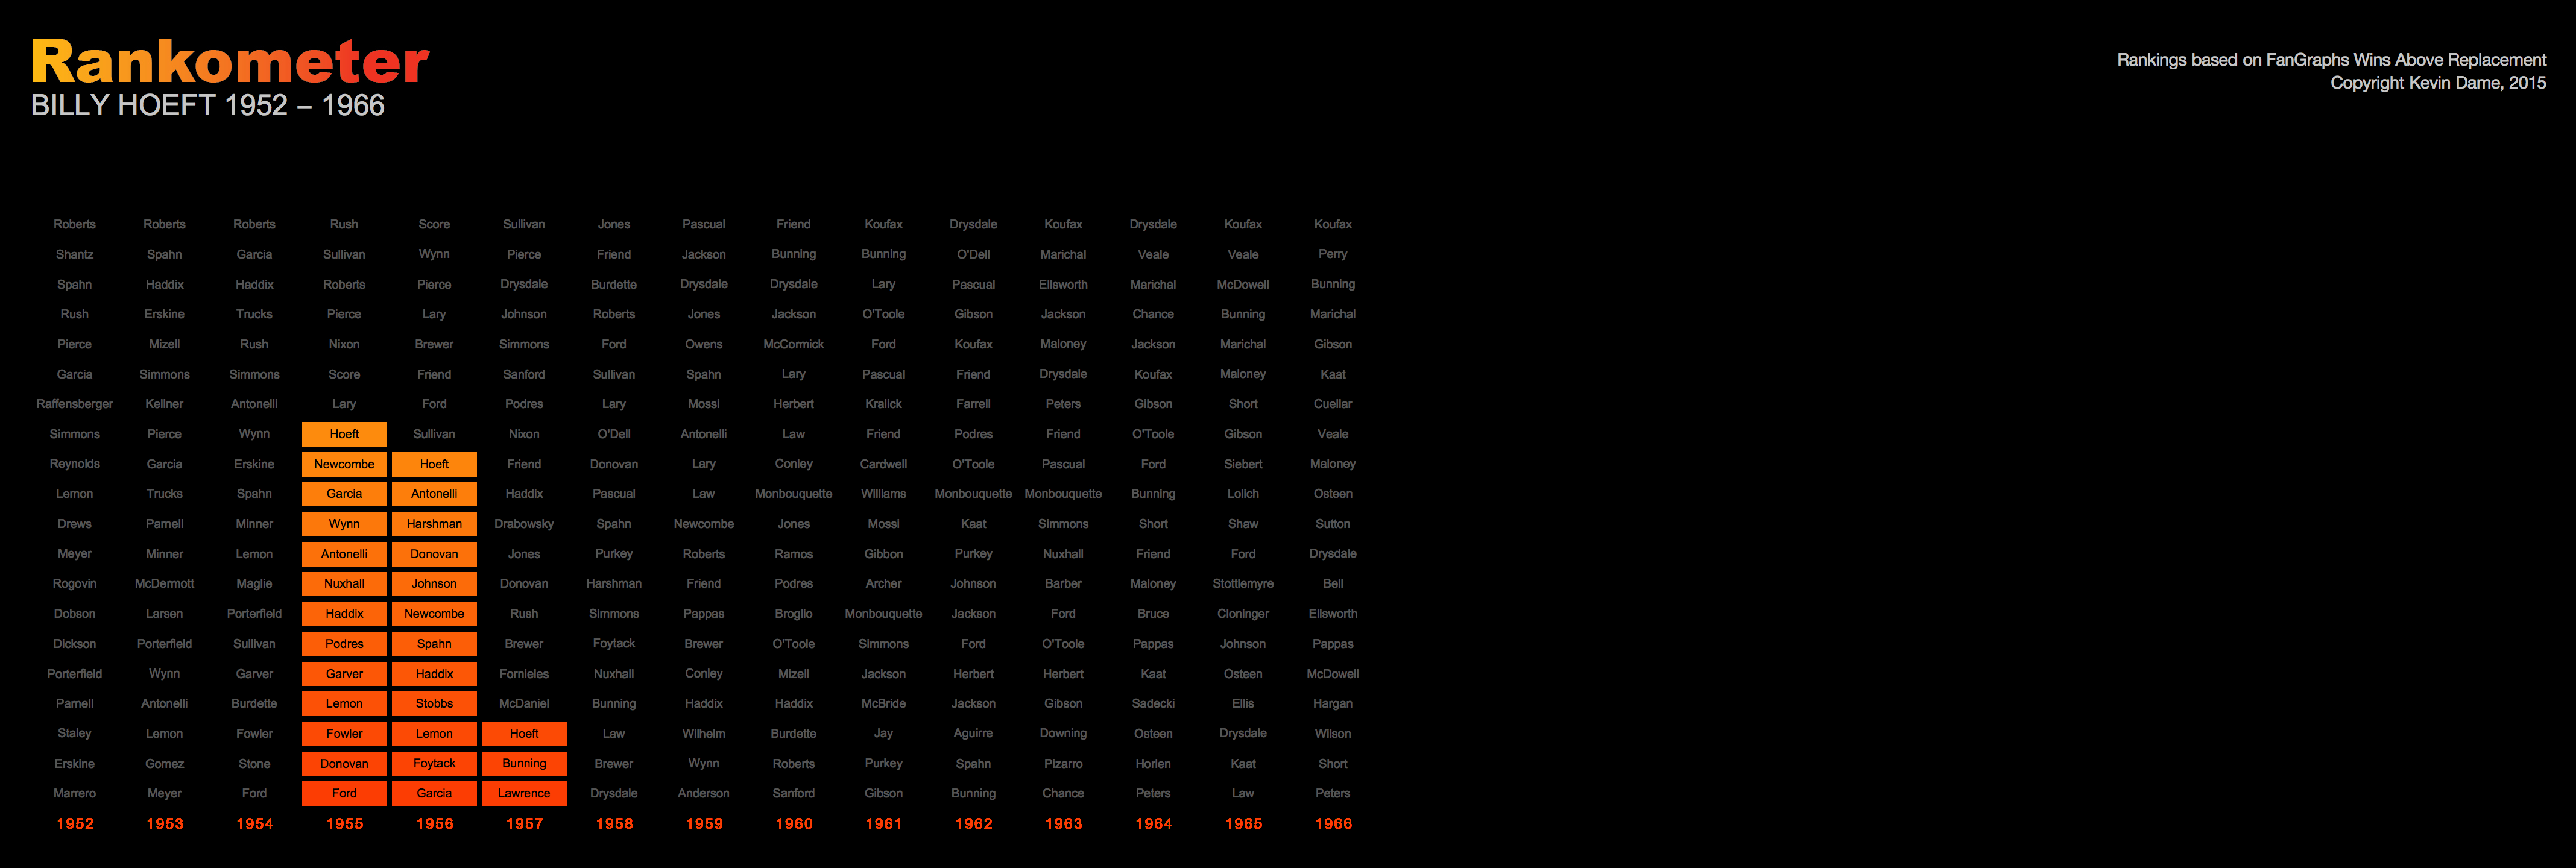 Rankometer
BILLY HOEFT 1952 – 1966
Rankings based on FanGraphs Wins Above Replacement
Copyright Kevin Dame, 2015
Roberts Roberts Roberts Rush Score Sullivan Jones Pascual Friend Koufax Drysdale Koufax Drysdale Koufax Koufax
Shantz Spahn Garcia Sullivan Wynn Pierce Friend Jackson Bunning Bunning O'Dell Marichal Veale Veale Perry
Spahn Haddix Haddix Roberts Pierce Drysdale Burdette Drysdale Drysdale Lary Pascual Ellsworth Marichal McDowell Bunning
Rush Erskine Trucks Pierce Lary Johnson Roberts Jones Jackson O'Toole Gibson Jackson Chance Bunning Marichal
Pierce Mizell Rush Nixon Brewer Simmons Ford Owens McCormick Ford Koufax Maloney Jackson Marichal Gibson
Garcia Simmons Simmons Score Friend Sanford Sullivan Spahn Lary Pascual Friend Drysdale Koufax Maloney Kaat
Raffensberger Kellner Antonelli Lary Ford Podres Lary Mossi Herbert Kralick Farrell Peters Gibson Short Cuellar
Simmons Pierce Wynn Hoeft Sullivan Nixon O'Dell Antonelli Law Friend Podres Friend O'Toole Gibson Veale
Reynolds Garcia Erskine Newcombe Hoeft Friend Donovan Lary Conley Cardwell O'Toole Pascual Ford Siebert Maloney
Lemon Trucks Spahn Garcia Antonelli Haddix Pascual Law Monbouquette Williams Monbouquette Monbouquette Bunning Lolich Osteen
Drews Parnell Minner Wynn Harshman Drabowsky Spahn Newcombe Jones Mossi Kaat Simmons Short Shaw Sutton
Meyer Minner Lemon Antonelli Donovan Jones Purkey Roberts Ramos Gibbon Purkey Nuxhall Friend Ford Drysdale
Rogovin McDermott Maglie Nuxhall Johnson Donovan Harshman Friend Podres Archer Johnson Barber Maloney Stottlemyre Bell
Dobson Larsen Porterfield Haddix Newcombe Rush Simmons Pappas Broglio Monbouquette Jackson Ford Bruce Cloninger Ellsworth
Dickson Porterfield Sullivan Podres Spahn Brewer Foytack Brewer O'Toole Simmons Ford O'Toole Pappas Johnson Pappas
Porterfield Wynn Garver Garver Haddix Fornieles Nuxhall Conley Mizell Jackson Herbert Herbert Kaat Osteen McDowell
Parnell Antonelli Burdette Lemon Stobbs McDaniel Bunning Haddix Haddix McBride Jackson Gibson Sadecki Ellis Hargan
Staley Lemon Fowler Fowler Lemon Hoeft Law Wilhelm Burdette Jay Aguirre Downing Osteen Drysdale Wilson
Erskine Gomez Stone Donovan Foytack Bunning Brewer Wynn Roberts Purkey Spahn Pizarro Horlen Kaat Short
Marrero Meyer Ford Ford Garcia Lawrence Drysdale Anderson Sanford Gibson Bunning Chance Peters Law Peters
1952 1953 1954 1955 1956 1957 1958 1959 1960 1961 1962 1963 1964 1965 1966